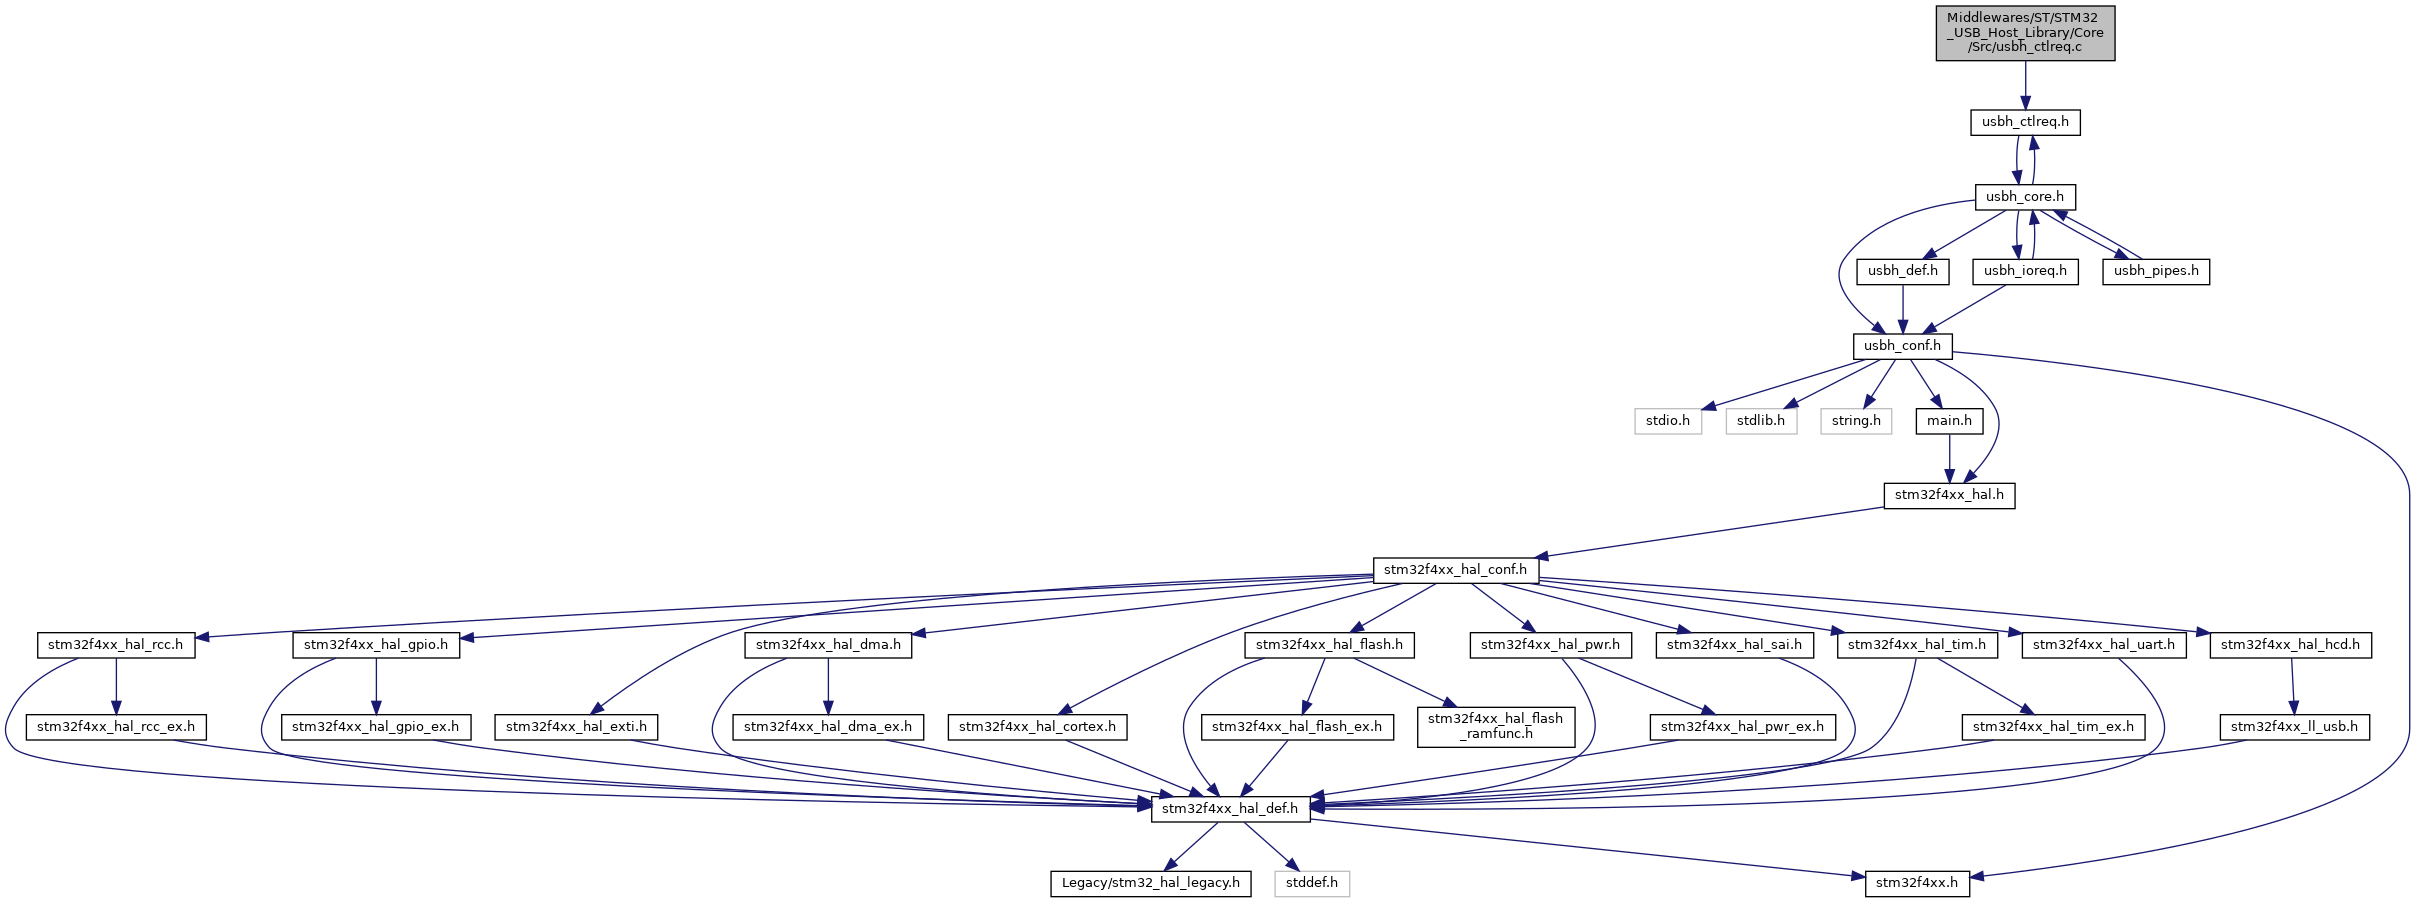 Middlewares/ST/STM32
_USB_Host_Library/Core
/Src/usbh_ctlreq.c
usbh_ctlreq.h
usbh_core.h
usbh_def.h
usbh_ioreq.h
usbh_pipes.h
usbh_conf.h
stdio.h
stdlib.h
string.h
main.h
stm32f4xx_hal.h
stm32f4xx_hal_conf.h
stm32f4xx_hal_rcc.h
stm32f4xx_hal_gpio.h
stm32f4xx_hal_dma.h
stm32f4xx_hal_flash.h
stm32f4xx_hal_pwr.h
stm32f4xx_hal_sai.h
stm32f4xx_hal_tim.h
stm32f4xx_hal_uart.h
stm32f4xx_hal_hcd.h
stm32f4xx_hal_rcc_ex.h
stm32f4xx_hal_gpio_ex.h
stm32f4xx_hal_exti.h
stm32f4xx_hal_dma_ex.h
stm32f4xx_hal_cortex.h
stm32f4xx_hal_flash_ex.h
stm32f4xx_hal_flash
_ramfunc.h
stm32f4xx_hal_pwr_ex.h
stm32f4xx_hal_tim_ex.h
stm32f4xx_ll_usb.h
stm32f4xx_hal_def.h
Legacy/stm32_hal_legacy.h
stddef.h
stm32f4xx.h